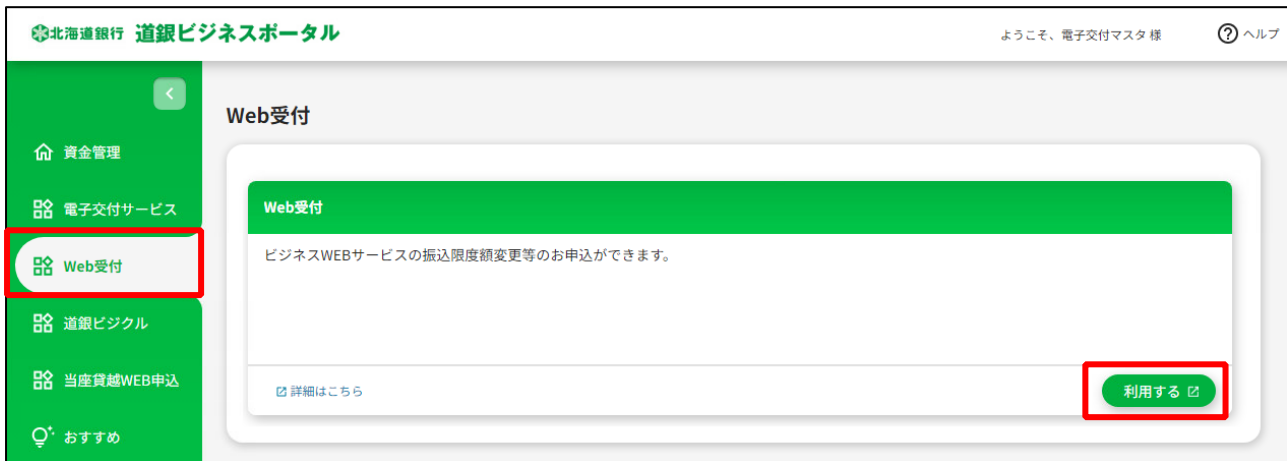 北海道銀行 道銀ビジネスポータル
ようこそ、電子交付マスタ 様
ヘルプ
資金管理
電子交付サービス
Web受付
道銀ビジクル
当座貸越WEB申込
おすすめ
Web受付
Web受付
ビジネスWEBサービスの振込限度額変更等のお申込ができます。
詳細はこちら
利用する